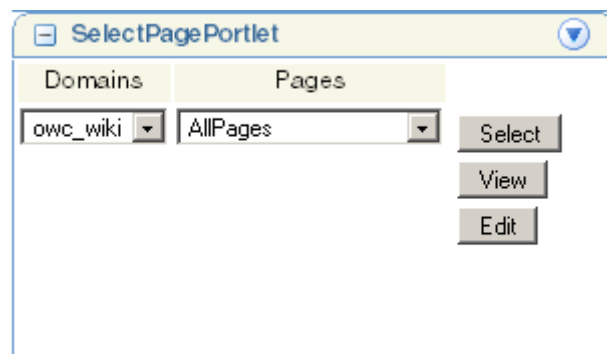 SelectPagePortlet
Domains Pages
owc_wiki AllPages Select
View
Edit